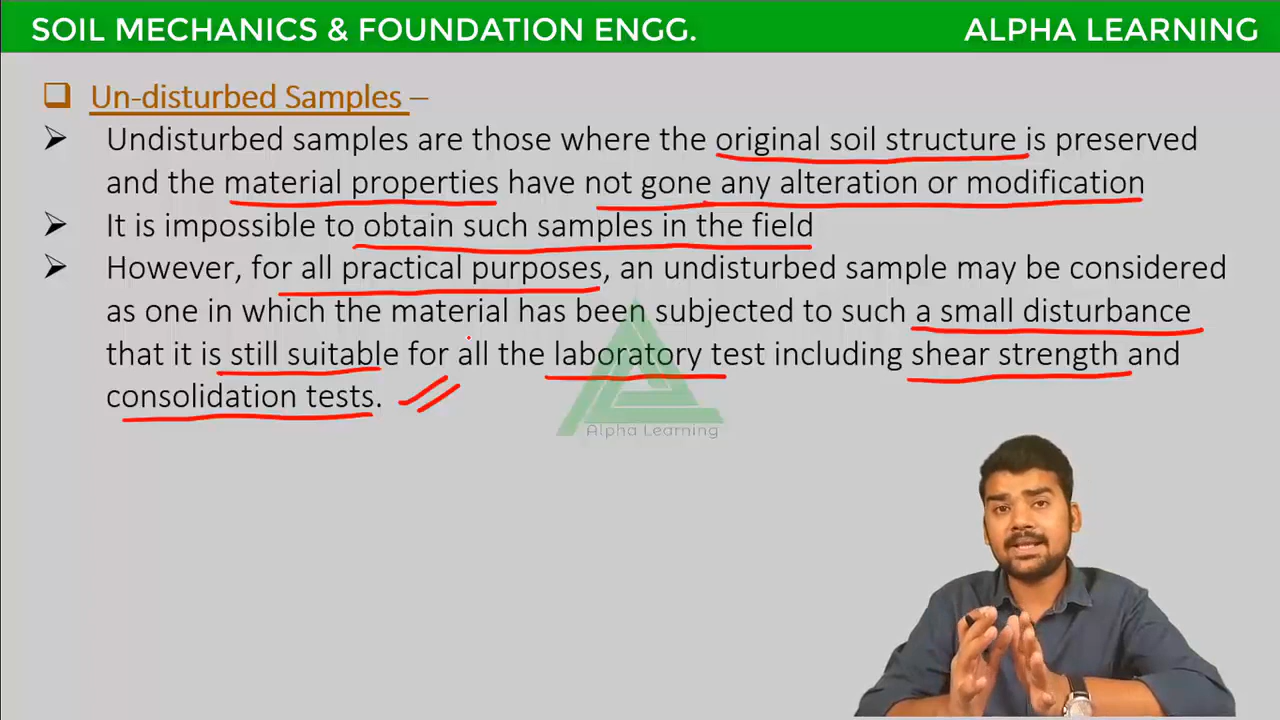 SOIL MECHANICS & FOUNDATION ENGG.
ALPHA LEARNING
Un-disturbed Samples –
Undisturbed samples are those where the original soil structure is preserved
and the material properties have not gone any alteration or modification
It is impossible to obtain such samples in the field
However, for all practical purposes, an undisturbed sample may be considered
as one in which the material has been subjected to such a small disturbance
that it is still suitable for all the laboratory test including shear strength and
consolidation tests.
Alpha Learning